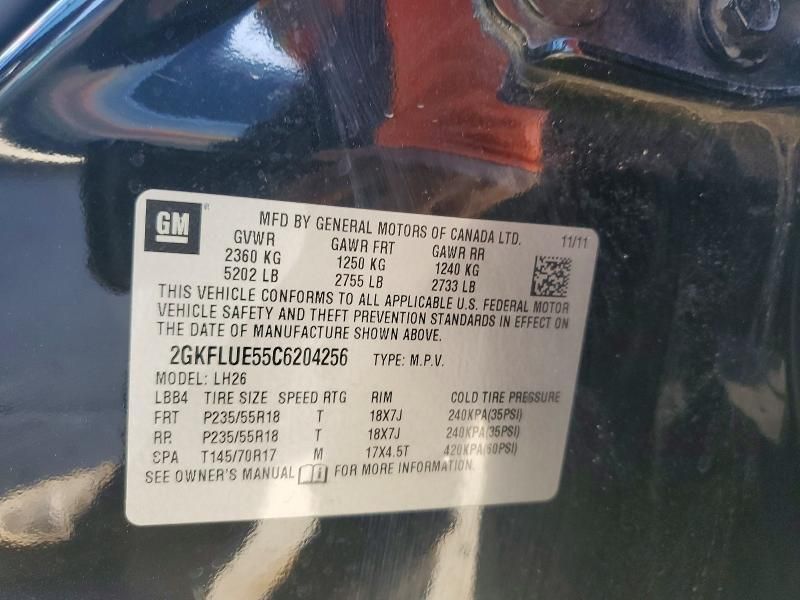 GM
MFD BY GENERAL MOTORS OF CANADA LTD. 11/11
GVWR GAWR FRT GAWR RR
2360 KG 1250 KG 1240 KG
5202 LB 2755 LB 2733 LB
THIS VEHICLE CONFORMS TO ALL APPLICABLE U.S. FEDERAL MOTOR
VEHICLE SAFETY AND THEFT PREVENTION STANDARDS IN EFFECT ON
THE DATE OF MANUFACTURE SHOWN ABOVE.
2GKFLUE55C6204256 TYPE: M.P.V.
MODEL: LH26
LBB4 TIRE SIZE SPEED RTG RIM COLD TIRE PRESSURE
FRT P235/55R18 T 18X7J 240KPA(35PSI)
RR P235/55R18 T 18X7J 240KPA(35PSI)
SPA T145/70R17 M 17X4.5T 420KPA(60PSI)
SEE OWNER'S MANUAL FOR MORE INFORMATION.